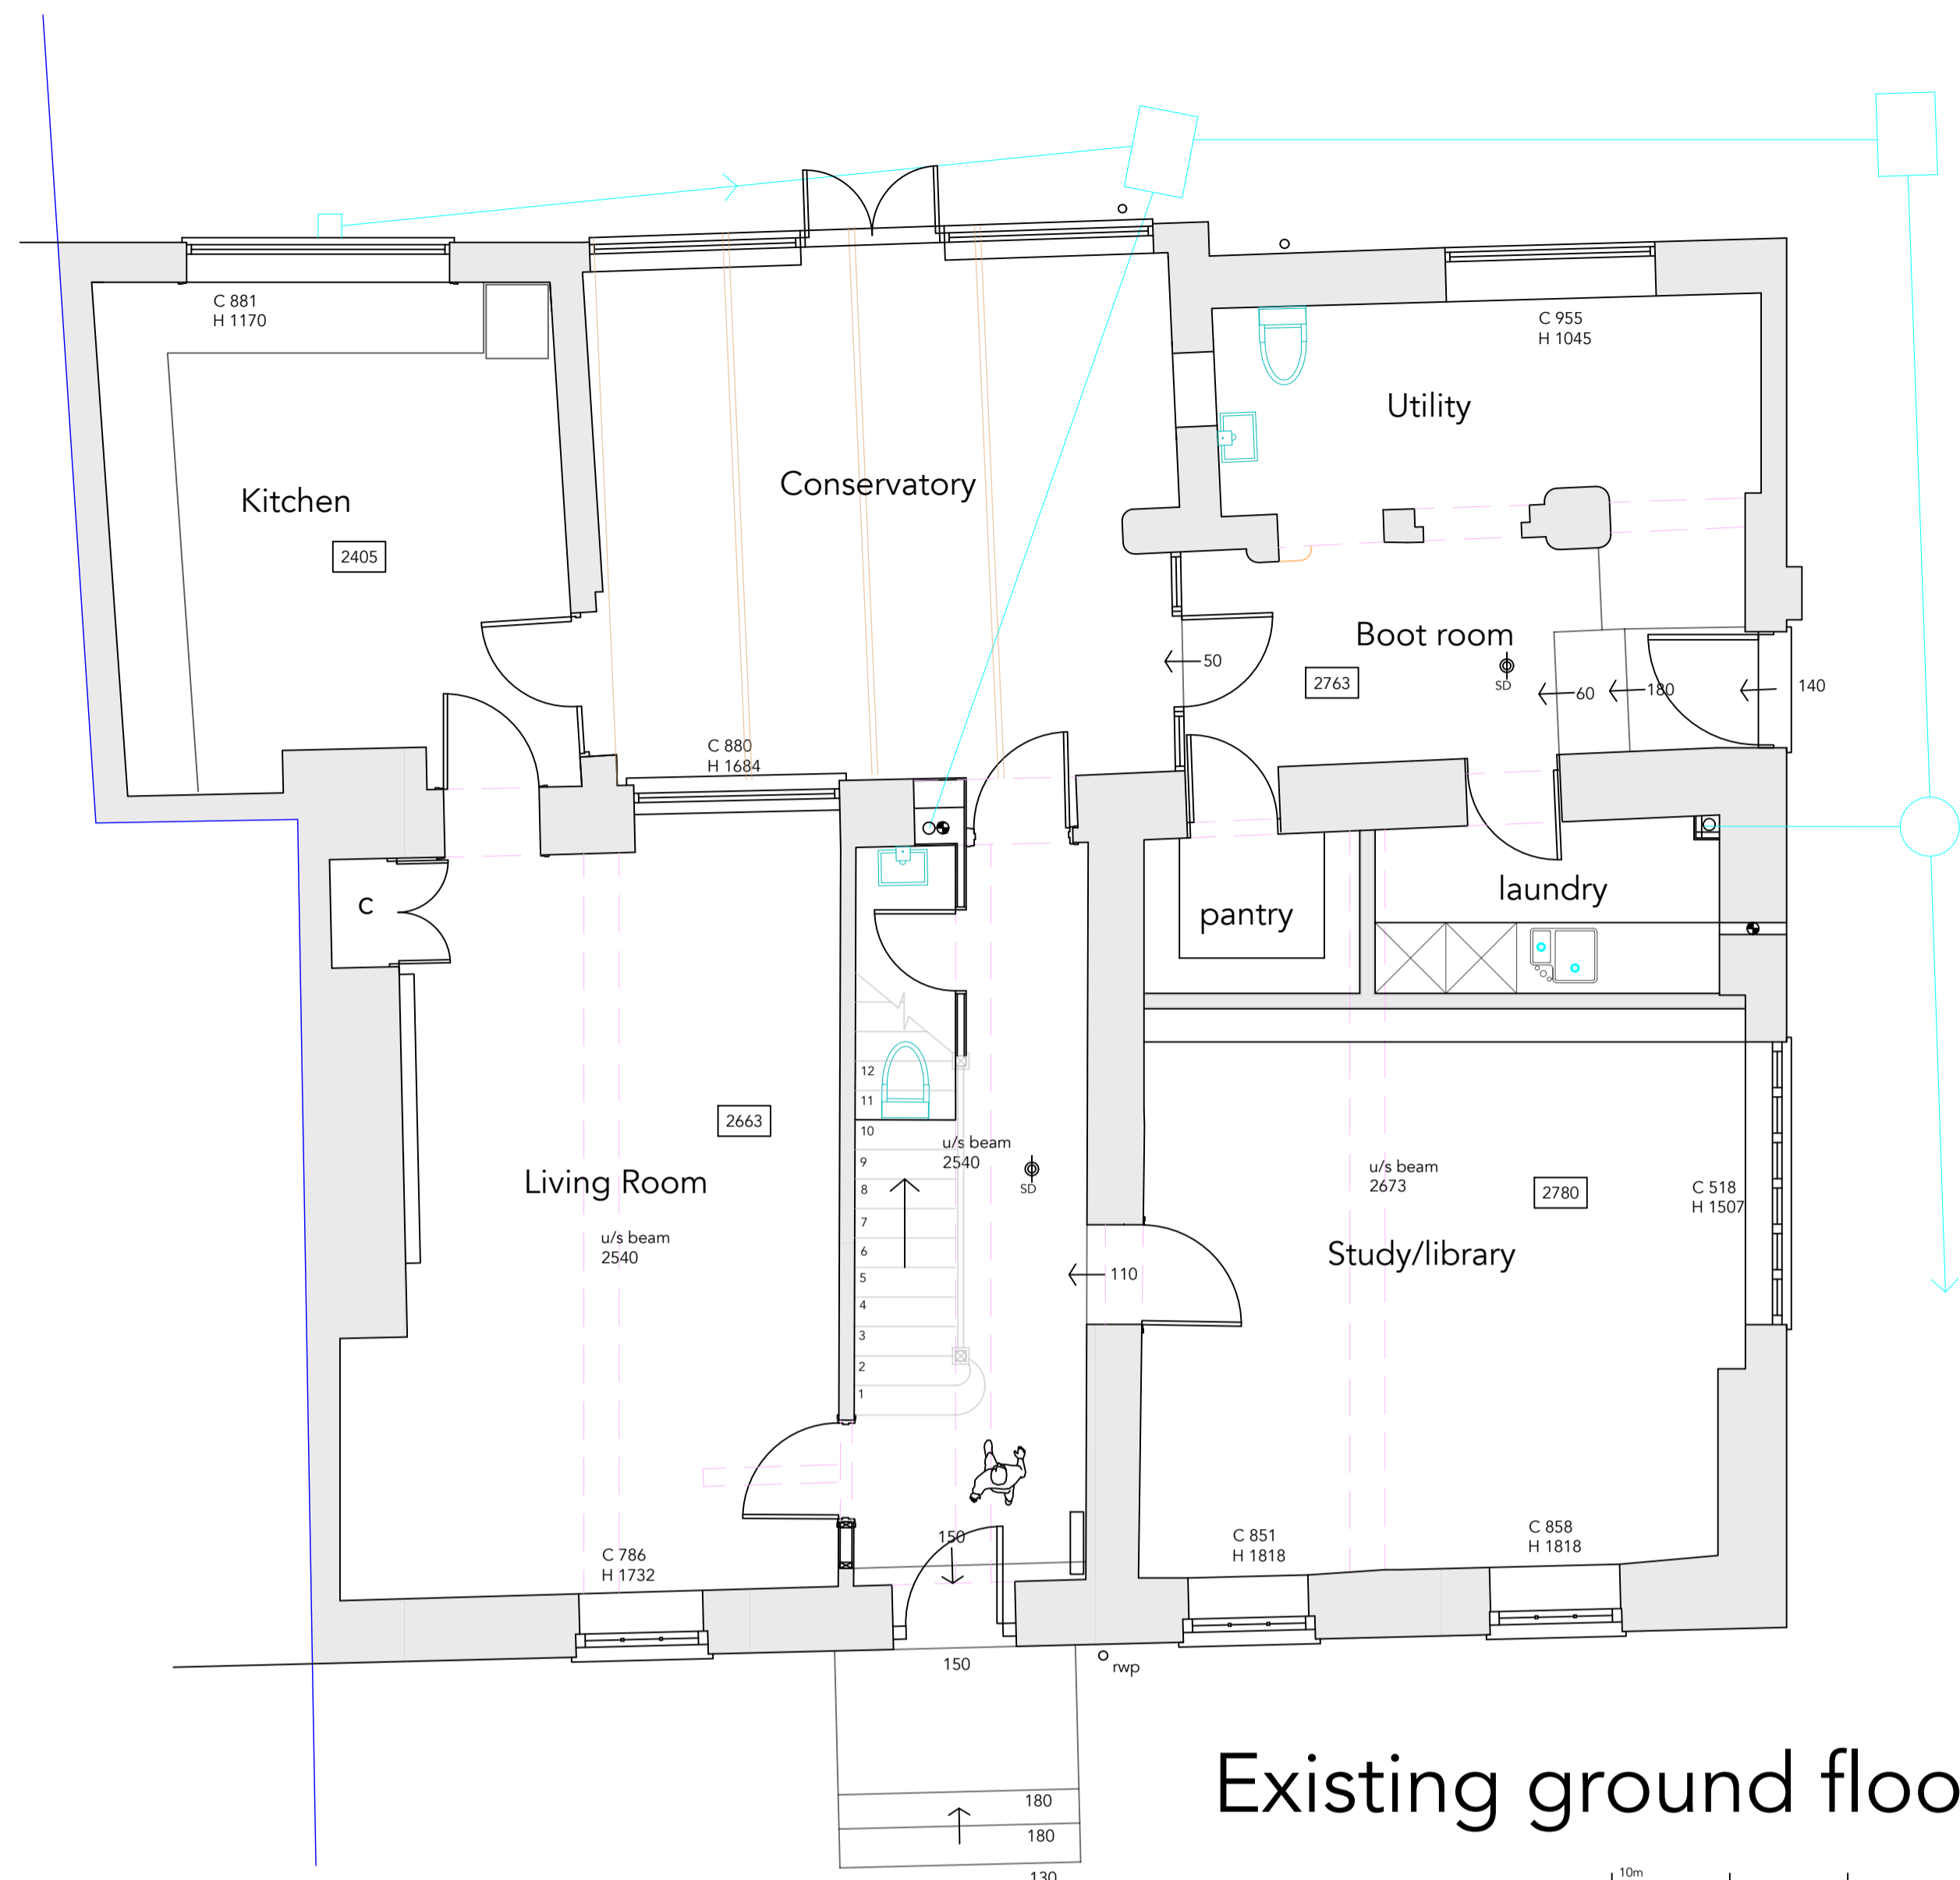 C 881
H 1170
C 955
H 1045
Utility
Conservatory
Kitchen
2405
Boot room
50
2763
SD
60
180
140
C 880
H 1684
c
pantry
laundry
12
11
10
9
8
7
6
5
4
3
2
1
2663
u/s beam
2540
SD
Living Room
u/s beam
2540
u/s beam
2673
2780
C 518
H 1507
Study/library
110
C 786
H 1732
150
C 851
H 1818
C 858
H 1818
150
rwp
180
180
130
Existing ground floo
10m